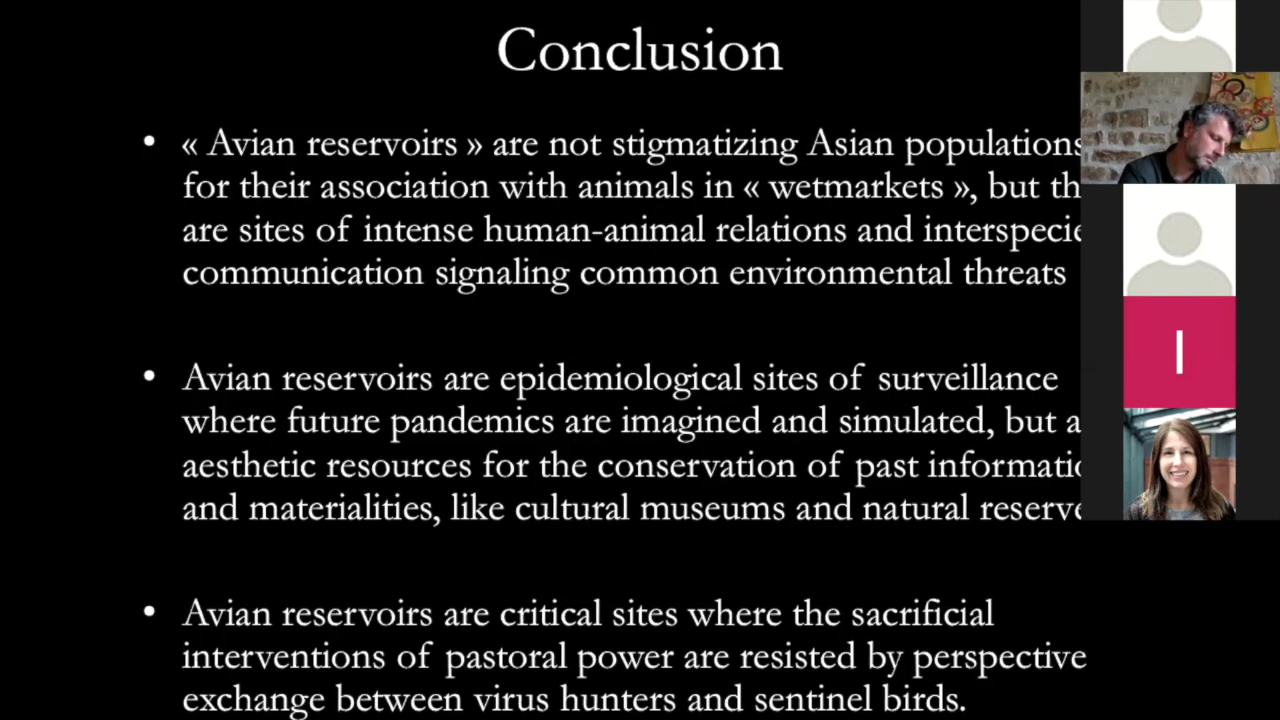 Conclusion
• « Avian reservoirs » are not stigmatizing Asian populations
for their association with animals in « wetmarkets », but th
are sites of intense human-animal relations and interspecie
communication signaling common environmental threats
• Avian reservoirs are epidemiological sites of surveillance
where future pandemics are imagined and simulated, but a
aesthetic resources for the conservation of past informatio
and materialities, like cultural museums and natural reserve
• Avian reservoirs are critical sites where the sacrificial
interventions of pastoral power are resisted by perspective
exchange between virus hunters and sentinel birds.
I